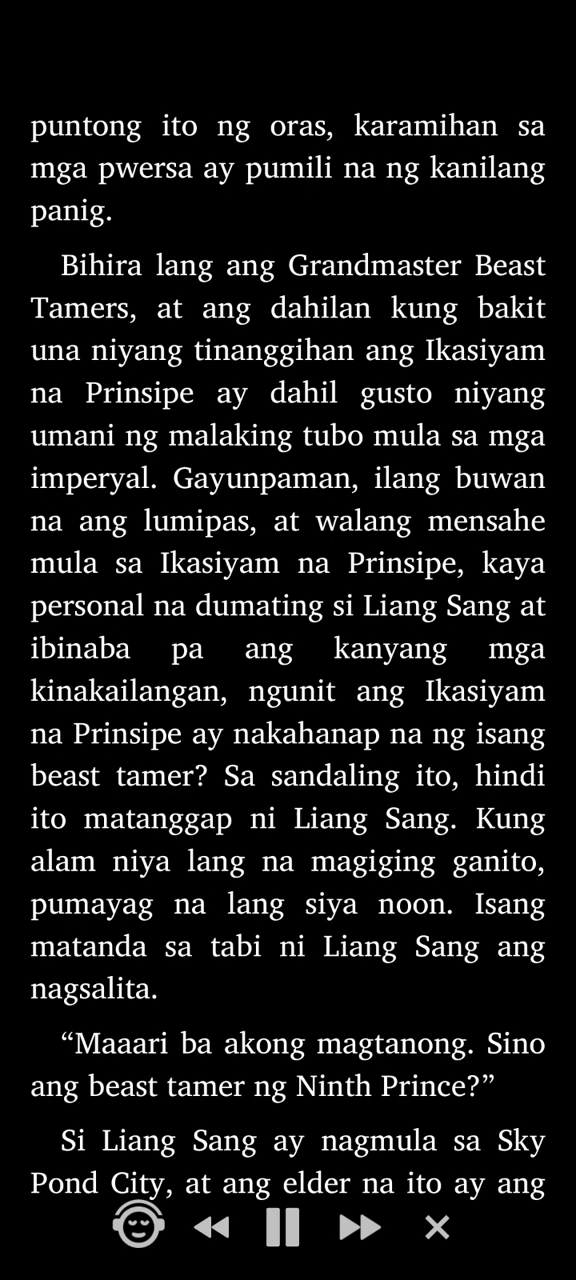 puntong ito ng oras, karamihan sa
mga pwersa ay pumili na ng kanilang
panig.
Bihira lang ang Grandmaster Beast
Tamers, at ang dahilan kung bakit
una niyang tinanggihan ang Ikasiyam
na Prinsipe ay dahil gusto niyang
umani ng malaking tubo mula sa mga
imperyal. Gayunpaman, ilang buwan
na ang lumipas, at walang mensahe
mula sa Ikasiyam na Prinsipe, kaya
personal na dumating si Liang Sang at
ibinaba pa ang kanyang mga
kinakailangan, ngunit ang Ikasiyam
na Prinsipe ay nakahanap na ng isang
beast tamer? Sa sandaling ito, hindi
ito matanggap ni Liang Sang. Kung
alam niya lang na magiging ganito,
pumayag na lang siya noon. Isang
matanda sa tabi ni Liang Sang ang
nagsalita.
“Maaari ba akong magtanong. Sino
ang beast tamer ng Ninth Prince?”
Si Liang Sang ay nagmula sa Sky
Pond City, at ang elder na ito ay ang